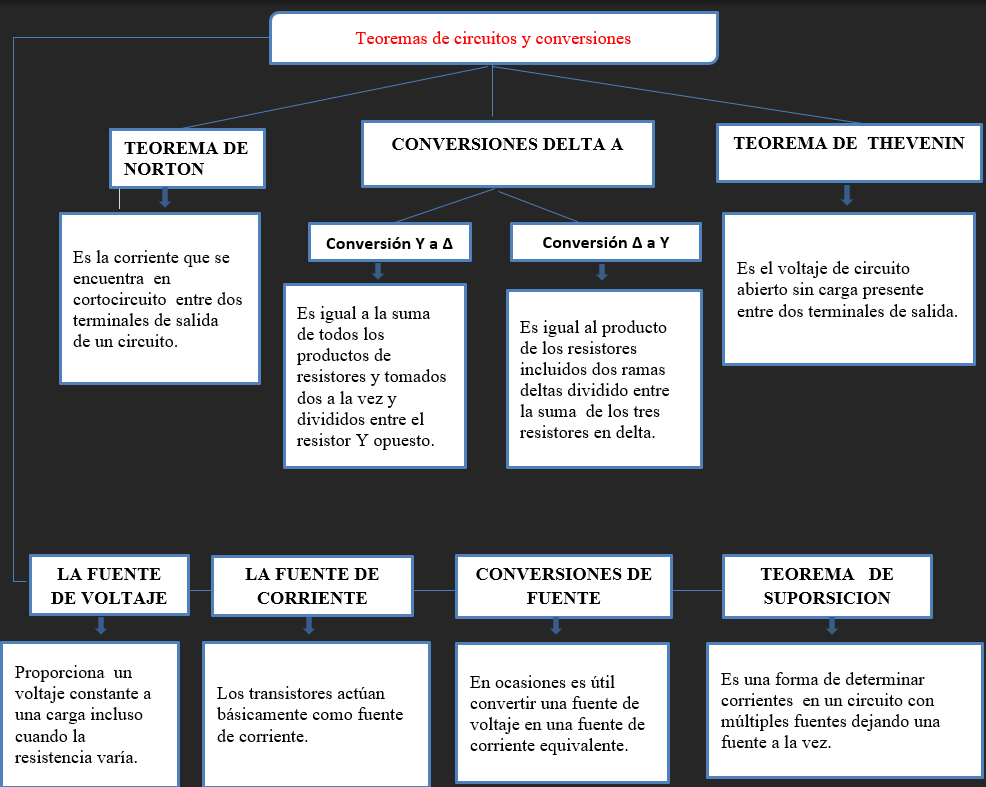 Teoremas de circuitos y conversiones
TEOREMA DE
NORTON
CONVERSIONES DELTA A
TEOREMA DE THEVENIN
Es la corriente que se
encuentra en
cortocircuito entre dos
terminales de salida
de un circuito.
Conversión Y a Δ
Es igual a la suma
de todos los
productos de
resistores y tomados
dos a la vez y
divididos entre el
resistor Y opuesto.
Conversión Δ a Y
Es igual al producto
de los resistores
incluidos dos ramas
deltas dividido entre
la suma de los tres
resistores en delta.
Es el voltaje de circuito
abierto sin carga presente
entre dos terminales de salida.
LA FUENTE
DE VOLTAJE
LA FUENTE DE
CORRIENTE
CONVERSIONES DE
FUENTE
TEOREMA DE
SUPORSICION
Proporciona un
voltaje constante a
una carga incluso
cuando la
resistencia varía.
Los transistores actúan
básicamente como fuente
de corriente.
En ocasiones es útil
convertir una fuente de
voltaje en una fuente de
corriente equivalente.
Es una forma de determinar
corrientes en un circuito con
múltiples fuentes dejando una
fuente a la vez.